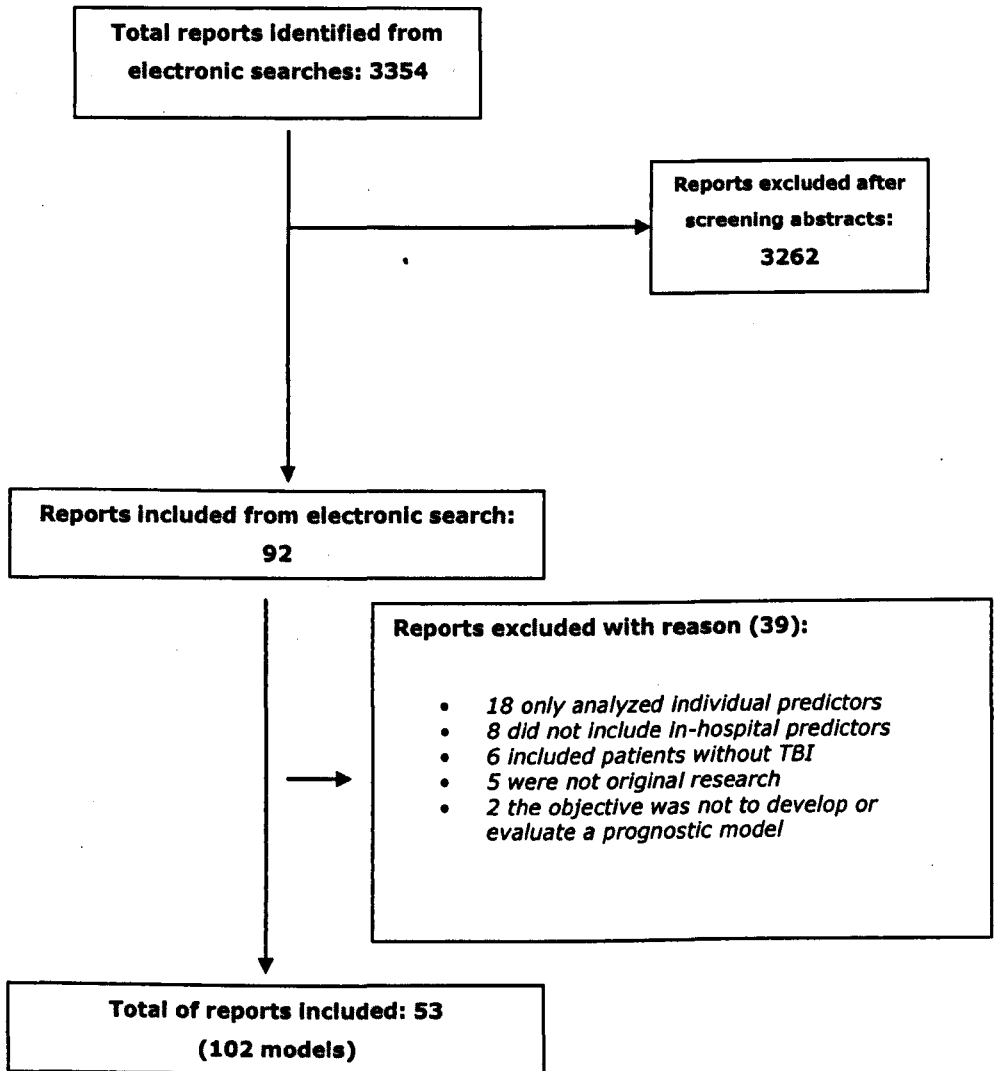 Total reports identified from
electronic searches: 3354
Reports excluded after
screening abstracts:
3262
Reports included from electronic search:
92
Reports excluded with reason (39):
• 18 only analyzed individual predictors
• 8 did not include in-hospital predictors
• 6 included patients without TBI
• 5 were not original research
• 2 the objective was not to develop or
evaluate a prognostic model
Total of reports included: 53
(102 models)